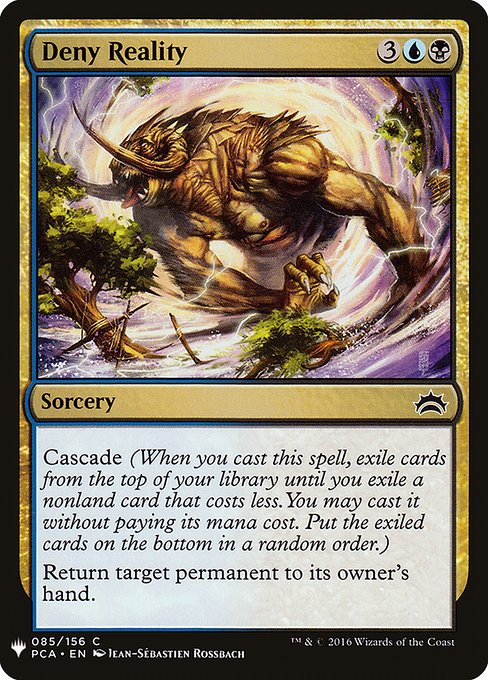 Deny Reality 3
Sorcery
Cascade (When you cast this spell, exile cards
from the top of your library until you exile a
nonland card that costs less. You may cast it
without paying its mana cost. Put the exiled
cards on the bottom in a random order.)
Return target permanent to its owner's
hand.
085/156 C
PCA • EN Jean-Sébastien Rossbach
™ & © 2016 Wizards of the Coast